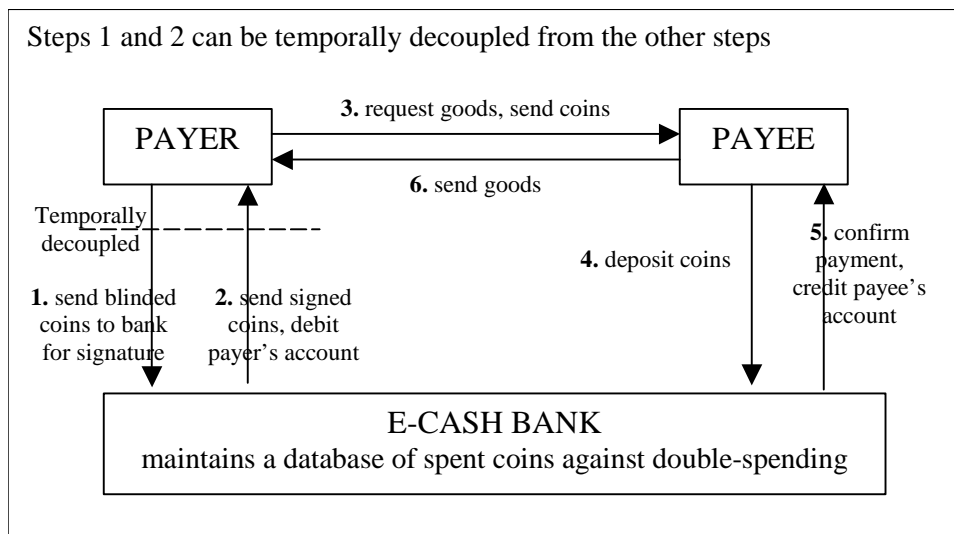 Steps 1 and 2 can be temporally decoupled from the other steps
3. request goods, send coins
PAYER
PAYEE
6. send goods
Temporally
decoupled
4. deposit coins
5. confirm
payment,
credit payee's
account
1. send blinded
coins to bank
for signature
2. send signed
coins, debit
payer's account
E-CASH BANK
maintains a database of spent coins against double-spending